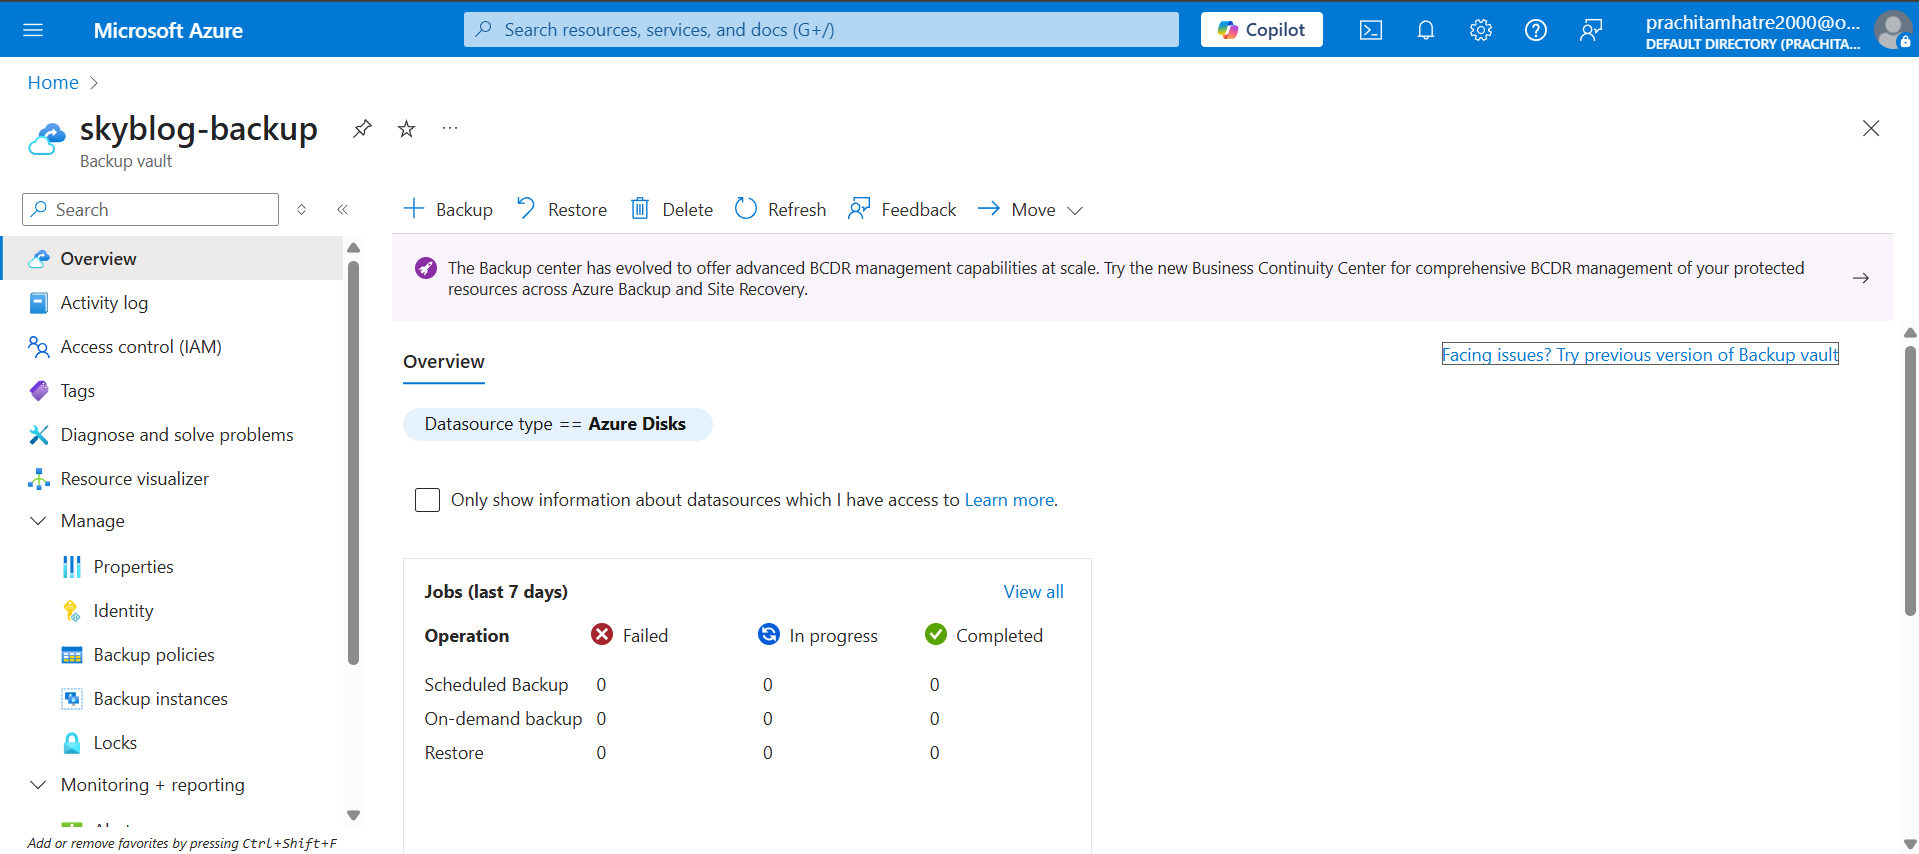 Microsoft Azure
Search resources, services, and docs (G+/)
Copilot
prachitamhatre2000@o...
DEFAULT DIRECTORY (PRACHITA...
Home
skyblog-backup
Backup vault
Search
Backup
Restore
Delete
Refresh
Feedback
Move
Overview
Activity log
Access control (IAM)
Tags
Diagnose and solve problems
Resource visualizer
Manage
Properties
Identity
Backup policies
Backup instances
Locks
Monitoring + reporting
Add or remove favorites by pressing Ctrl+Shift+F
The Backup center has evolved to offer advanced BCDR management capabilities at scale. Try the new Business Continuity Center for comprehensive BCDR management of your protected
resources across Azure Backup and Site Recovery.
Facing issues? Try previous version of Backup vault
Overview
Datasource type == Azure Disks
Only show information about datasources which I have access to Learn more.
Jobs (last 7 days) View all
Operation Failed In progress Completed
Scheduled Backup 0 0 0
On-demand backup 0 0 0
Restore 0 0 0